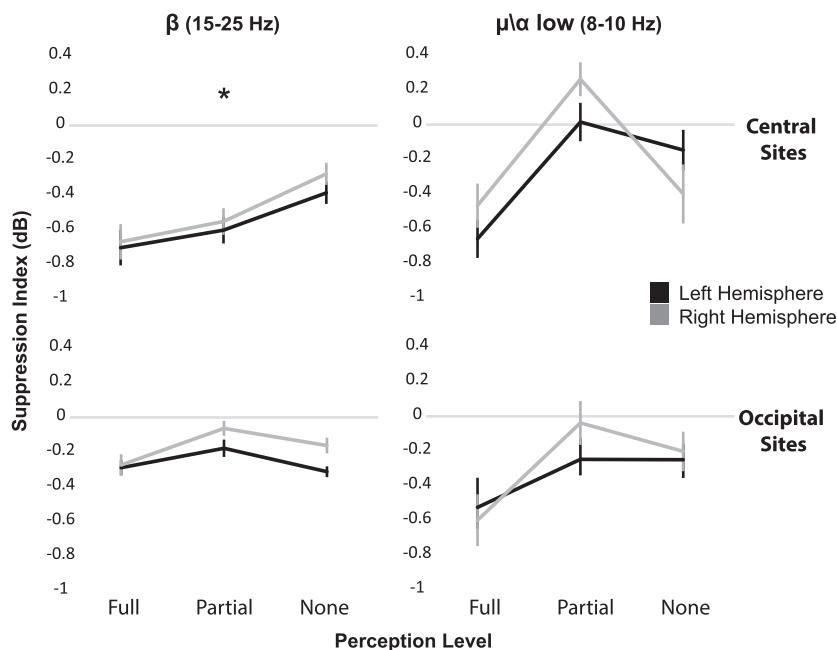 β (15-25 Hz)
μ\α low (8-10 Hz)
0.4
0.2
0
-0.2
-0.4
-0.6
-0.8
-1
*
0.4
0.2
0
-0.2
-0.4
-0.6
-0.8
-1
Central
Sites
Suppression Index (dB)
Left Hemisphere
Right Hemisphere
0.4
0.2
0
-0.2
-0.4
-0.6
-0.8
-1
0.4
0.2
0
-0.2
-0.4
-0.6
-0.8
-1
Occipital
Sites
Full Partial None
Full Partial None
Perception Level